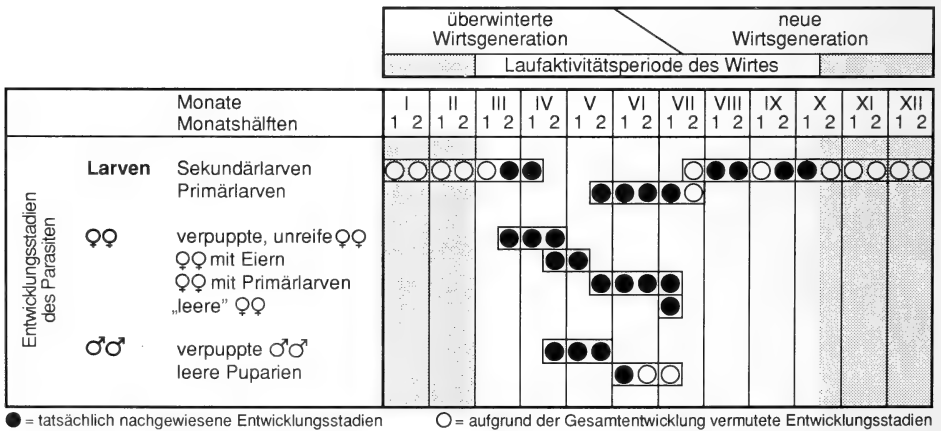 überwinterte Wirtsgeneration
neue Wirtsgeneration
Laufaktivitätsperiode des Wirtes
Monate I II III IV V VI VII VIII IX X XI XII
Monatshälften 1 2 1 2 1 2 1 2 1 2 1 2 1 2 1 2 1 2 1 2 1 2 1 2
Entwicklungsstadien des Parasiten
Larven Sekundärlarven
Primärlarven
♀♀ verpuppte, unreife ♀♀
♀♀ mit Eiern
♀♀ mit Primärlarven
„leere” ♀♀
♂♂ verpuppte ♂♂
leere Puparien
● = tatsächlich nachgewiesene Entwicklungsstadien ○ = aufgrund der Gesamtentwicklung vermutete Entwicklungsstadien